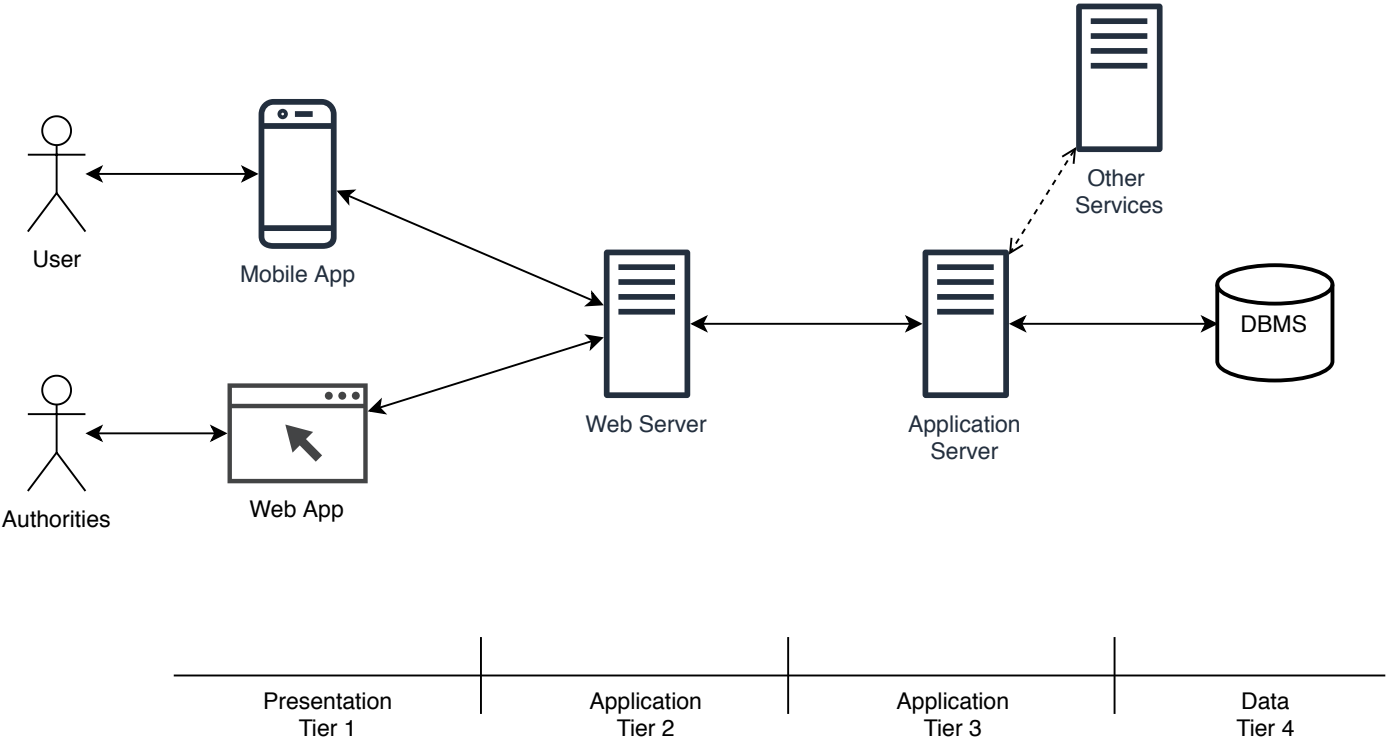 Other
Services
User
Mobile App
DBMS
Web Server
Application
Server
Authorities
Web App
Presentation
Tier 1
Application
Tier 2
Application
Tier 3
Data
Tier 4